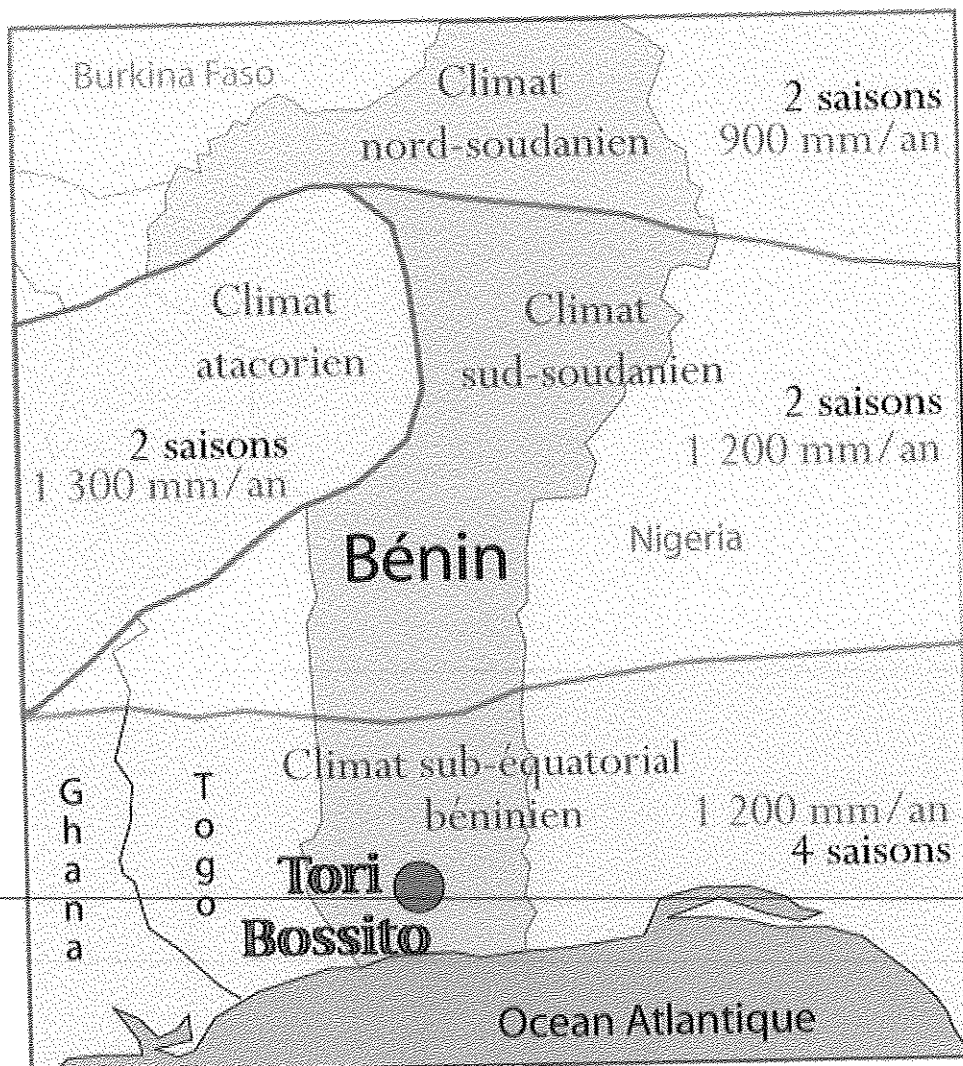 Burkina Faso
Climat
nord-soudanien
2 saisons
900 mm/an
Climat
atacorien
2 saisons
1 300 mm/an
Climat
sud-soudanien
2 saisons
1 200 mm/an
Bénin
Nigeria
Ghana
Togo
Climat sub-équatorial
béninien
1 200 mm/an
4 saisons
Tori
Bossito
Ocean Atlantique